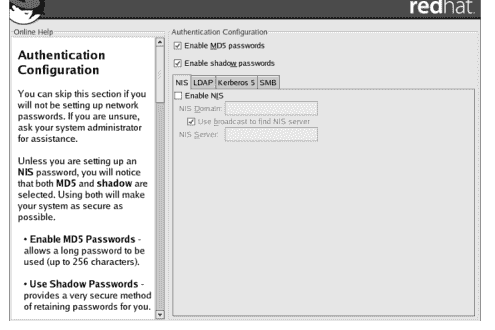 redhat.
Online Help
Authentication
Configuration
You can skip this section if you
will not be setting up network
passwords. If you are unsure,
ask your system administrator
for assistance.
Unless you are setting up an
NIS password, you will notice
that both MD5 and shadow are
selected. Using both will make
your system as secure as
possible.
• Enable MD5 Passwords -
allows a long password to be
used (up to 256 characters).
• Use Shadow Passwords -
provides a very secure method
of retaining passwords for you.
Authentication Configuration
Enable MD5 passwords
Enable shadow passwords
NIS LDAP Kerberos 5 SMB
Enable NIS
NIS Domain:
Use broadcast to find NIS server
NIS Server: